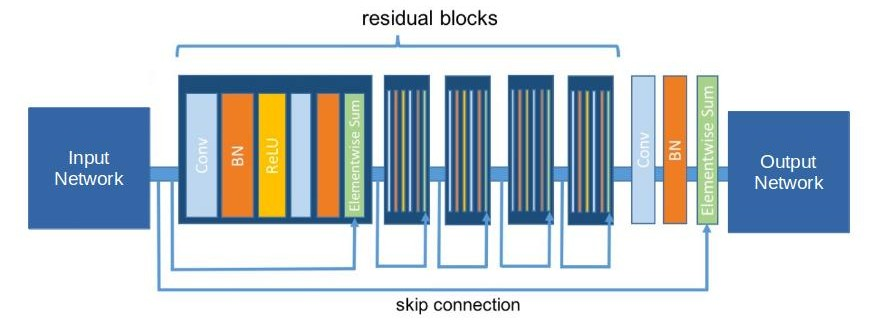 residual blocks
Input
Network
Conv
BN
ReLU
Elementwise Sum
Conv
BN
Elementwise Sum
Output
Network
skip connection